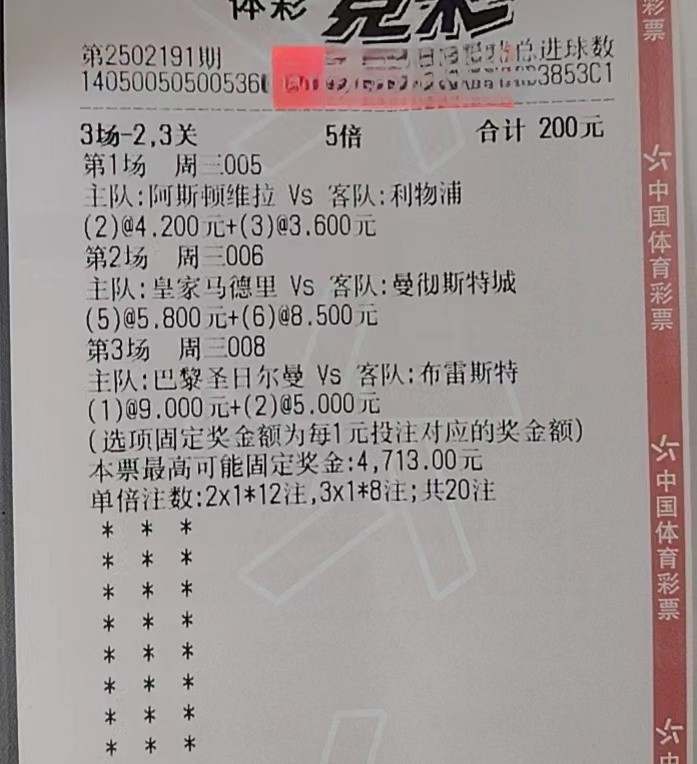 体彩 竞彩
第2502191期 总进球数
14050050500536 3853C1
3场-2,3关 5倍 合计 200元
第1场 周三005
主队:阿斯顿维拉 Vs 客队:利物浦
(2)@4.200元+(3)@3.600元
第2场 周三006
主队:皇家马德里 Vs 客队:曼彻斯特城
(5)@5.800元+(6)@8.500元
第3场 周三008
主队:巴黎圣日尔曼 Vs 客队:布雷斯特
(1)@9.000元+(2)@5.000元
(选项固定奖金额为每1元投注对应的奖金额)
本票最高可能固定奖金:4,713.00元
单倍注数:2x1*12注,3x1*8注;共20注
* * *
* * *
* * *
* * *
* * *
* * *
* * *
* * *
彩票
中国体育彩票
中国体育彩票
中